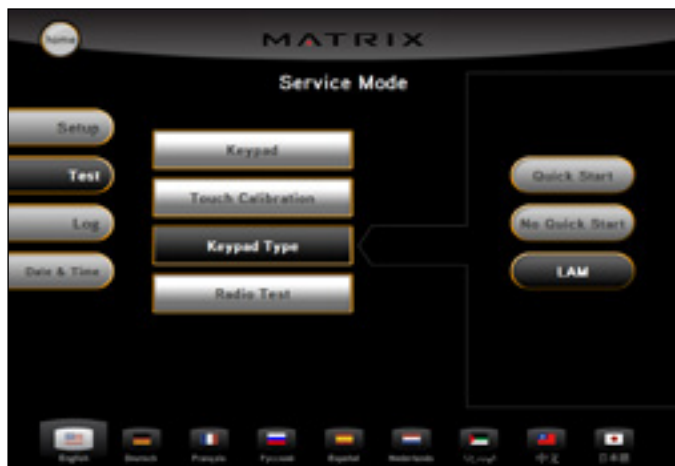 home
MATRIX
Service Mode
Setup
Test
Log
Date & Time
Keypad
Touch Calibration
Keypad Type
Radio Test
Quick Start
No Quick Start
LAM
English
Deutsch
Français
Русский
Español
Nederlands
中文
日本語